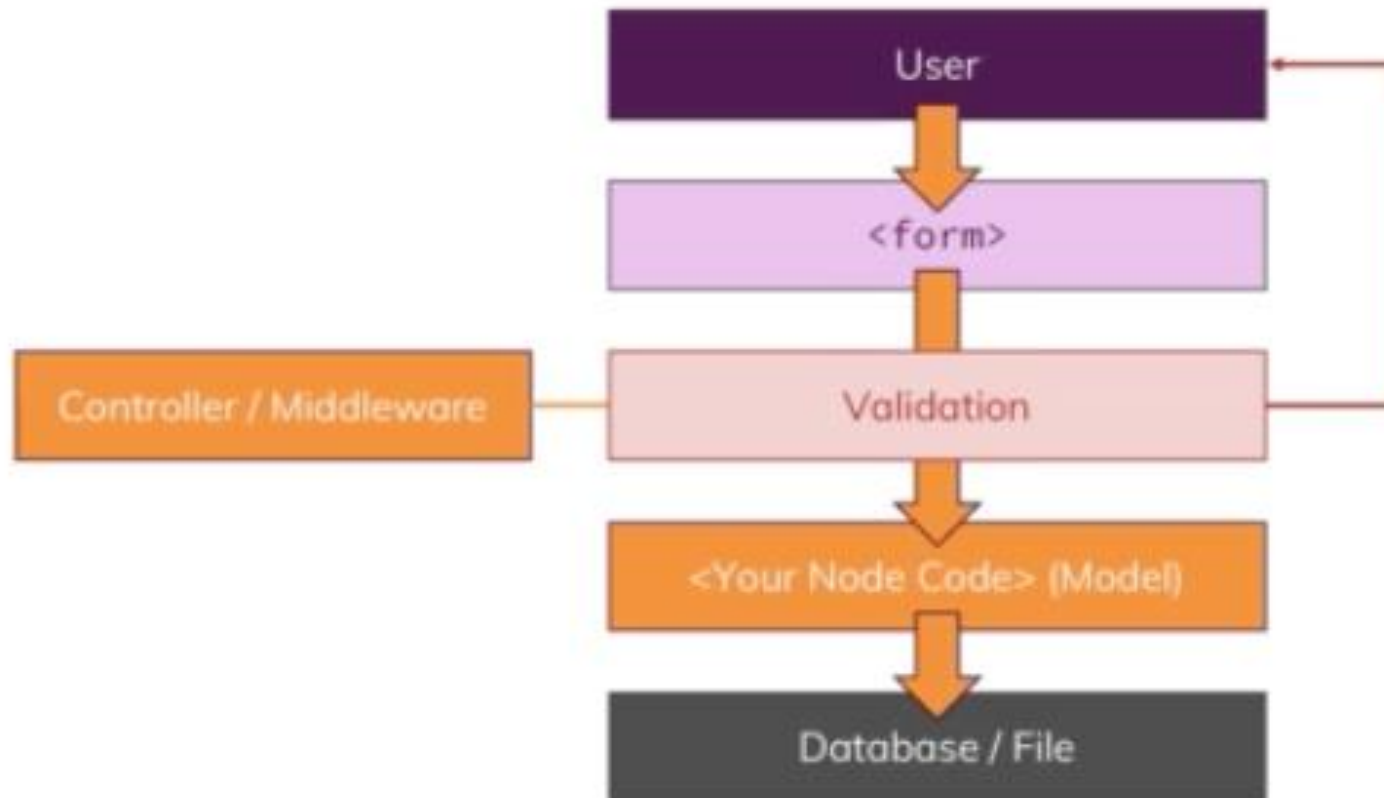 User
<form>
Controller / Middleware
Validation
<Your Node Code> (Model)
Database / File